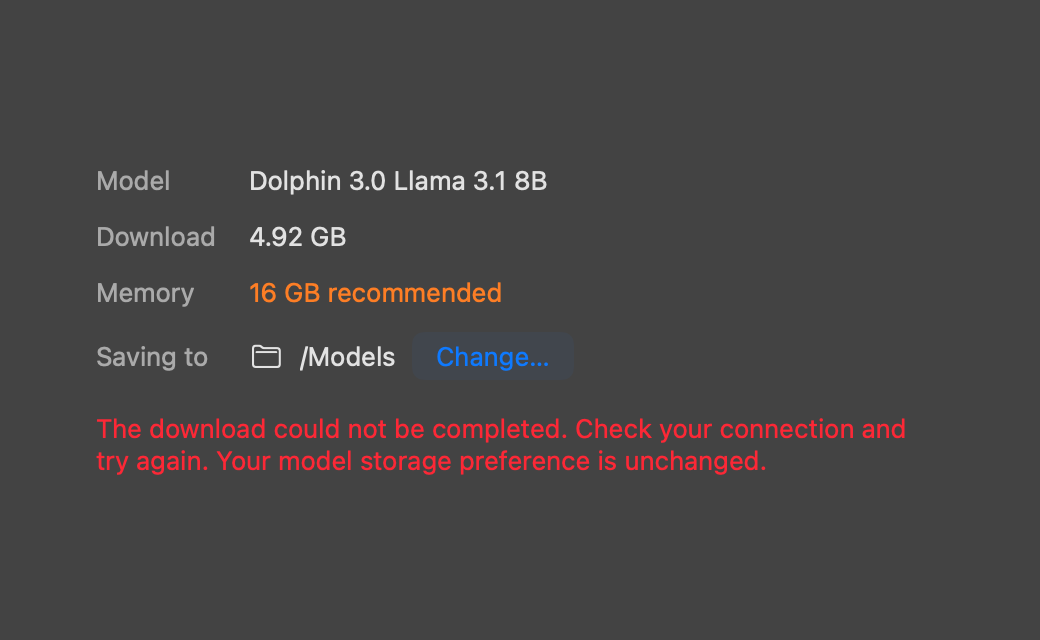 Model Dolphin 3.0 Llama 3.1 8B
Download 4.92 GB
Memory 16 GB recommended
Saving to /Models Change...
The download could not be completed. Check your connection and
try again. Your model storage preference is unchanged.